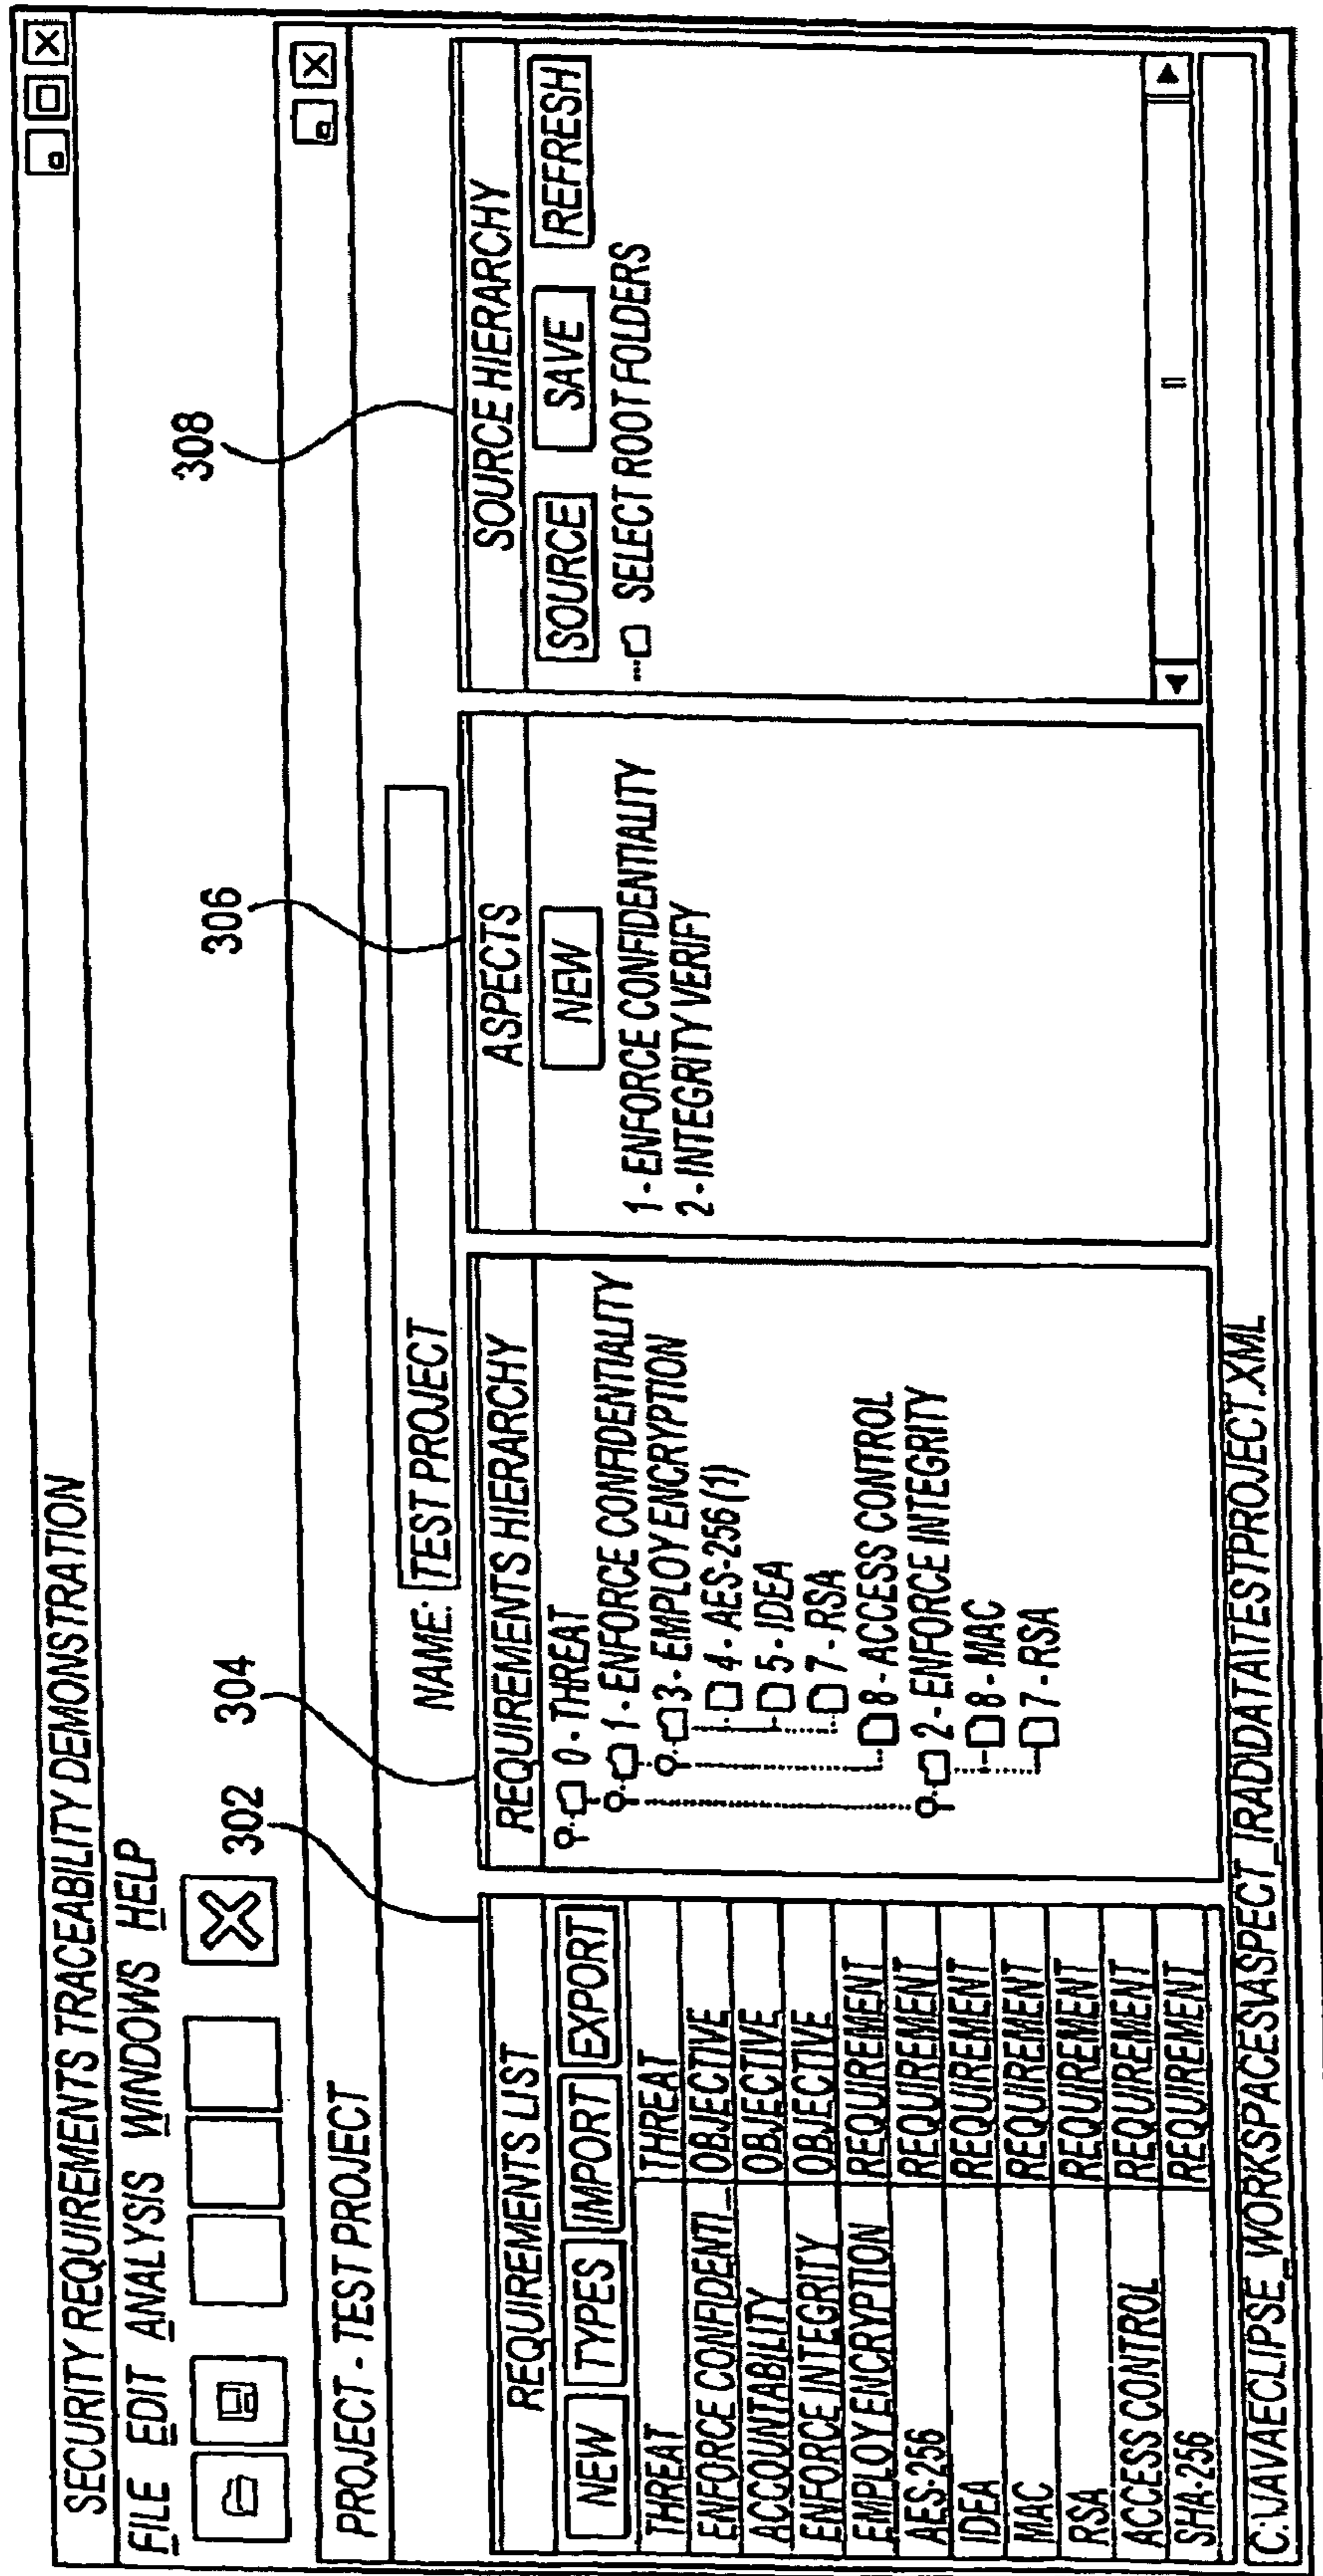 SECURITY REQUIREMENTS TRACEABILITY DEMONSTRATION
FILE EDIT ANALYSIS WINDOWS HELP
302
304
306
308
PROJECT - TEST PROJECT
NAME: TEST PROJECT
REQUIREMENTS LIST
NEW TYPES IMPORT EXPORT
THREAT THREAT
ENFORCE CONFIDENTI... OBJECTIVE
ACCOUNTABILITY OBJECTIVE
ENFORCE INTEGRITY OBJECTIVE
EMPLOY ENCRYPTION REQUIREMENT
AES-256 REQUIREMENT
IDEA REQUIREMENT
MAC REQUIREMENT
RSA REQUIREMENT
ACCESS CONTROL REQUIREMENT
SHA-256 REQUIREMENT
REQUIREMENTS HIERARCHY
0 - THREAT
1 - ENFORCE CONFIDENTIALITY
3 - EMPLOY ENCRYPTION
4 - AES-256 (1)
5 - IDEA
7 - RSA
8 - ACCESS CONTROL
2 - ENFORCE INTEGRITY
8 - MAC
7 - RSA
ASPECTS
NEW
1 - ENFORCE CONFIDENTIALITY
2 - INTEGRITY VERIFY
SOURCE HIERARCHY
SOURCE SAVE REFRESH
SELECT ROOT FOLDERS
C:\JAVAECLIPSE_WORKSPACES\ASPECT_IRAD\DATA\TESTPROJECT.XML